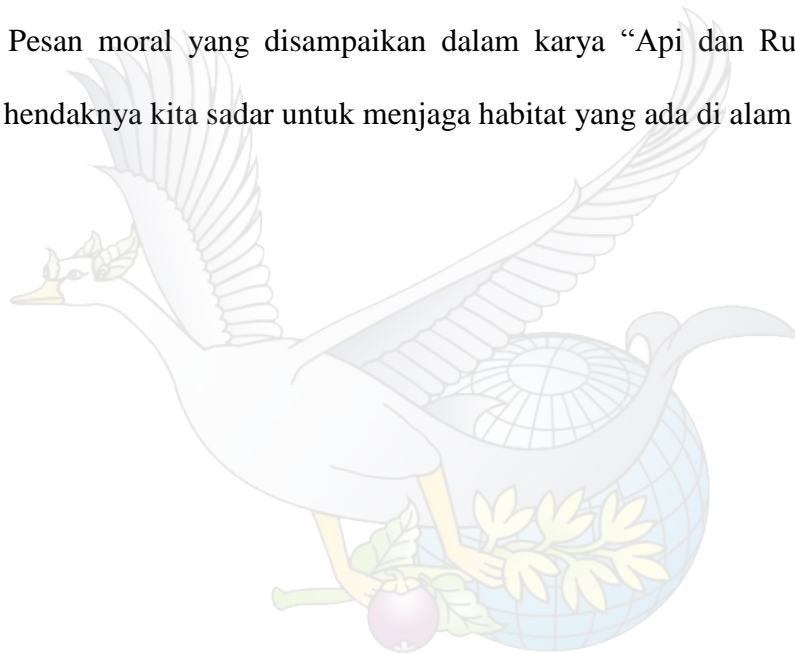 Pesan moral yang disampaikan dalam karya “Api dan Ru
hendaknya kita sadar untuk menjaga habitat yang ada di alam